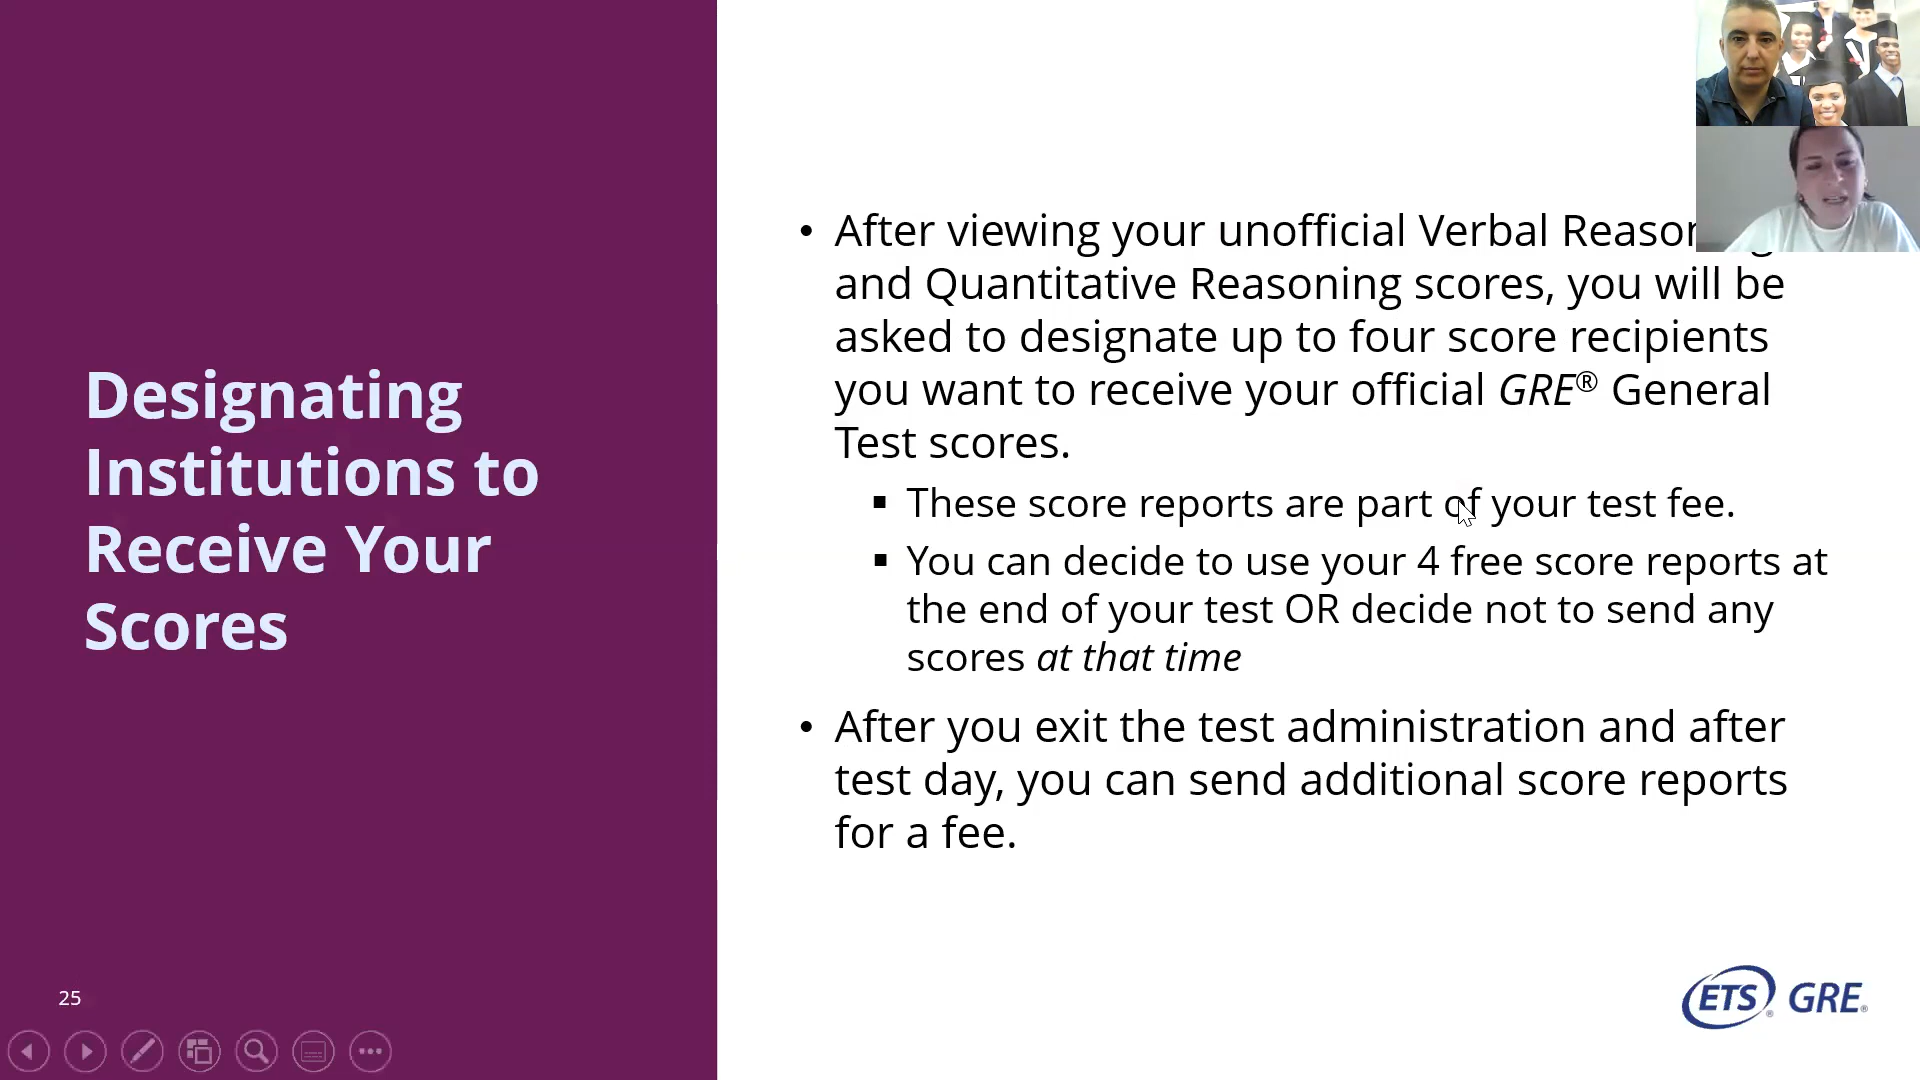 Designating
Institutions to
Receive Your
Scores
• After viewing your unofficial Verbal
and Quantitative Reasoning scores, you will be
asked to designate up to four score recipients
you want to receive your official GRE® General
Test scores.
▪ These score reports are part of your test fee.
▪ You can decide to use your 4 free score reports at
the end of your test OR decide not to send any
scores at that time
• After you exit the test administration and after
test day, you can send additional score reports
for a fee.
25
ETS® GRE®